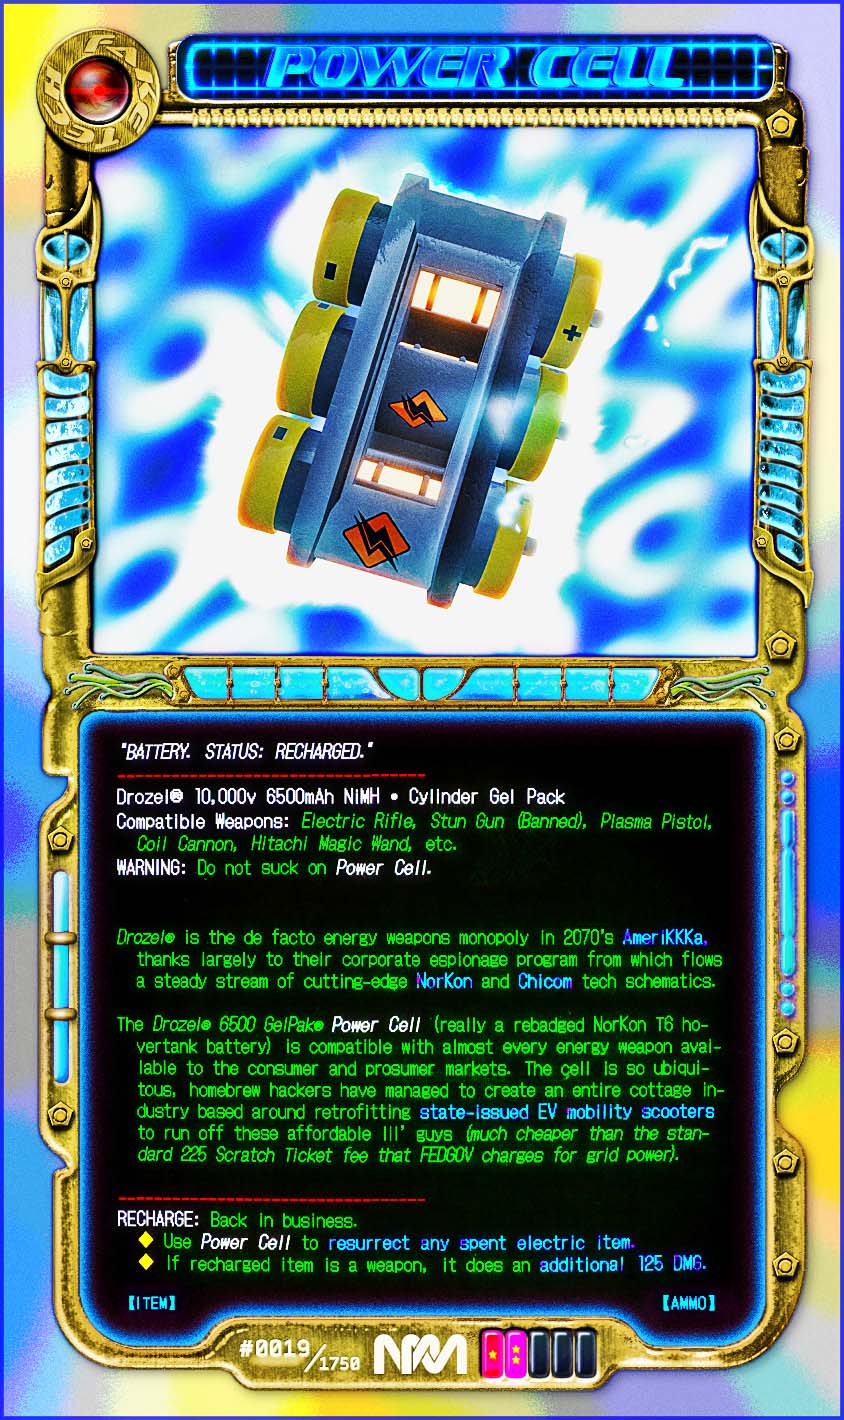 FAKE TECH
POWER CELL
"BATTERY. STATUS: RECHARGED."
-----------------------------------
Drozel® 10,000v 6500mAh NiMH • Cylinder Gel Pack
Compatible Weapons: Electric Rifle, Stun Gun (Banned), Plasma Pistol,
Coil Cannon, Hitachi Magic Wand, etc.
WARNING: Do not suck on Power Cell.
Drozel® is the de facto energy weapons monopoly in 2070's AmeriKKKa,
thanks largely to their corporate espionage program from which flows
a steady stream of cutting-edge NorKon and Chicom tech schematics.
The Drozel® 6500 GelPak® Power Cell (really a rebadged NorKon T6 ho-
vertank battery) is compatible with almost every energy weapon avai-
lable to the consumer and prosumer markets. The cell is so ubiqui-
tous, homebrew hackers have managed to create an entire cottage in-
dustry based around retrofitting state-issued EV mobility scooters
to run off these affordable lil' guys (much cheaper than the stan-
dard 225 Scratch Ticket fee that FEDGOV charges for grid power).
-----------------------------------
RECHARGE: Back in business.
◆ Use Power Cell to resurrect any spent electric item.
◆ If recharged item is a weapon, it does an additional 125 DMG.
【ITEM】 【AMMO】
#0019/1750